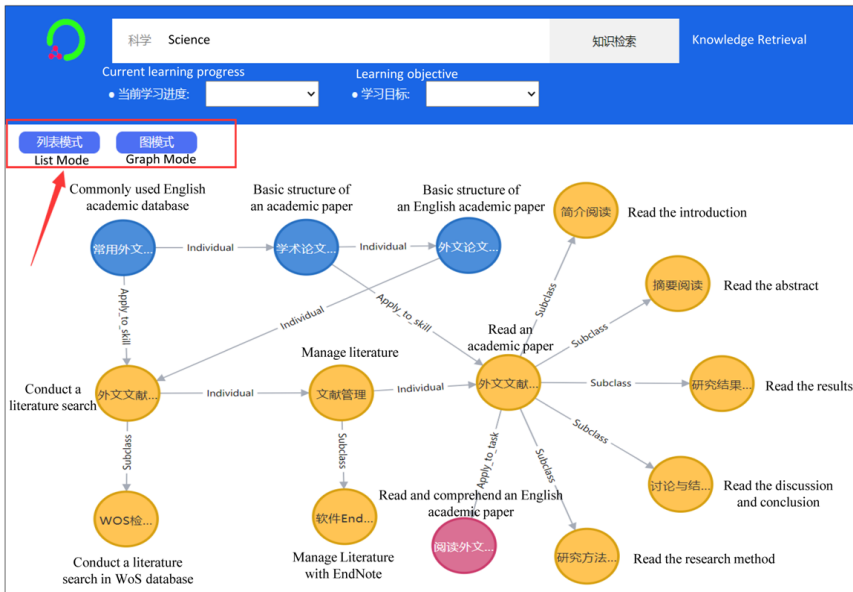 科学 Science
知识检索
Knowledge Retrieval
Current learning progress
Learning objective
● 当前学习进度:
● 学习目标:
列表模式
图模式
List Mode
Graph Mode
Commonly used English
academic database
Basic structure of
an academic paper
Basic structure of
an English academic paper
简介阅读
Read the introduction
常用外文...
Individual
学术论文...
Individual
外文论文...
摘要阅读
Read the abstract
Apply_to_skill
Individual
Apply_to_skill
Subclass
Subclass
Read an
academic paper
Manage literature
Conduct a
literature search
外文文献...
Individual
文献管理
Individual
外文文献...
Subclass
研究结果...
Read the results
Subclass
Subclass
Apply_to_task
Subclass
Subclass
讨论与结...
Read the discussion
and conclusion
Read and comprehend an English
academic paper
WOS检...
软件End...
阅读外文...
研究方法...
Read the research method
Conduct a literature
search in WoS database
Manage Literature
with EndNote